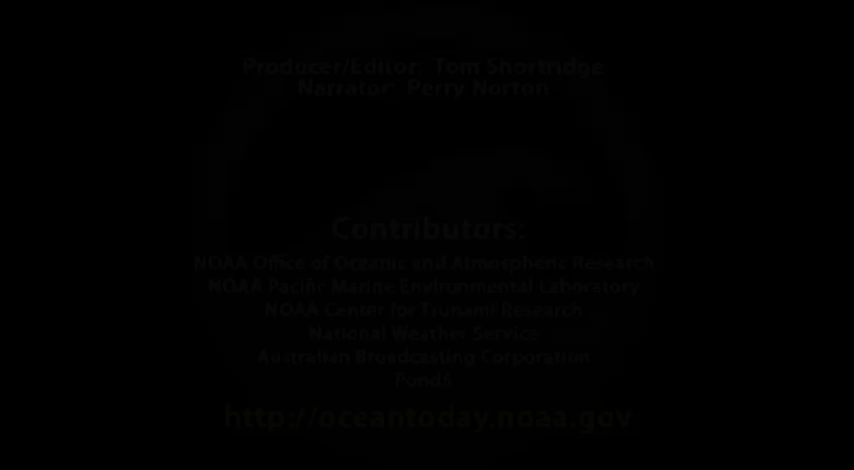 Producer/Editor: Tom Shortridge
Narrator: Perry Norton
Contributors:
NOAA Office of Oceanic and Atmospheric Research
NOAA Pacific Marine Environmental Laboratory
NOAA Center for Tsunami Research
National Weather Service
Australian Broadcasting Corporation
Pond5
http://oceantoday.noaa.gov